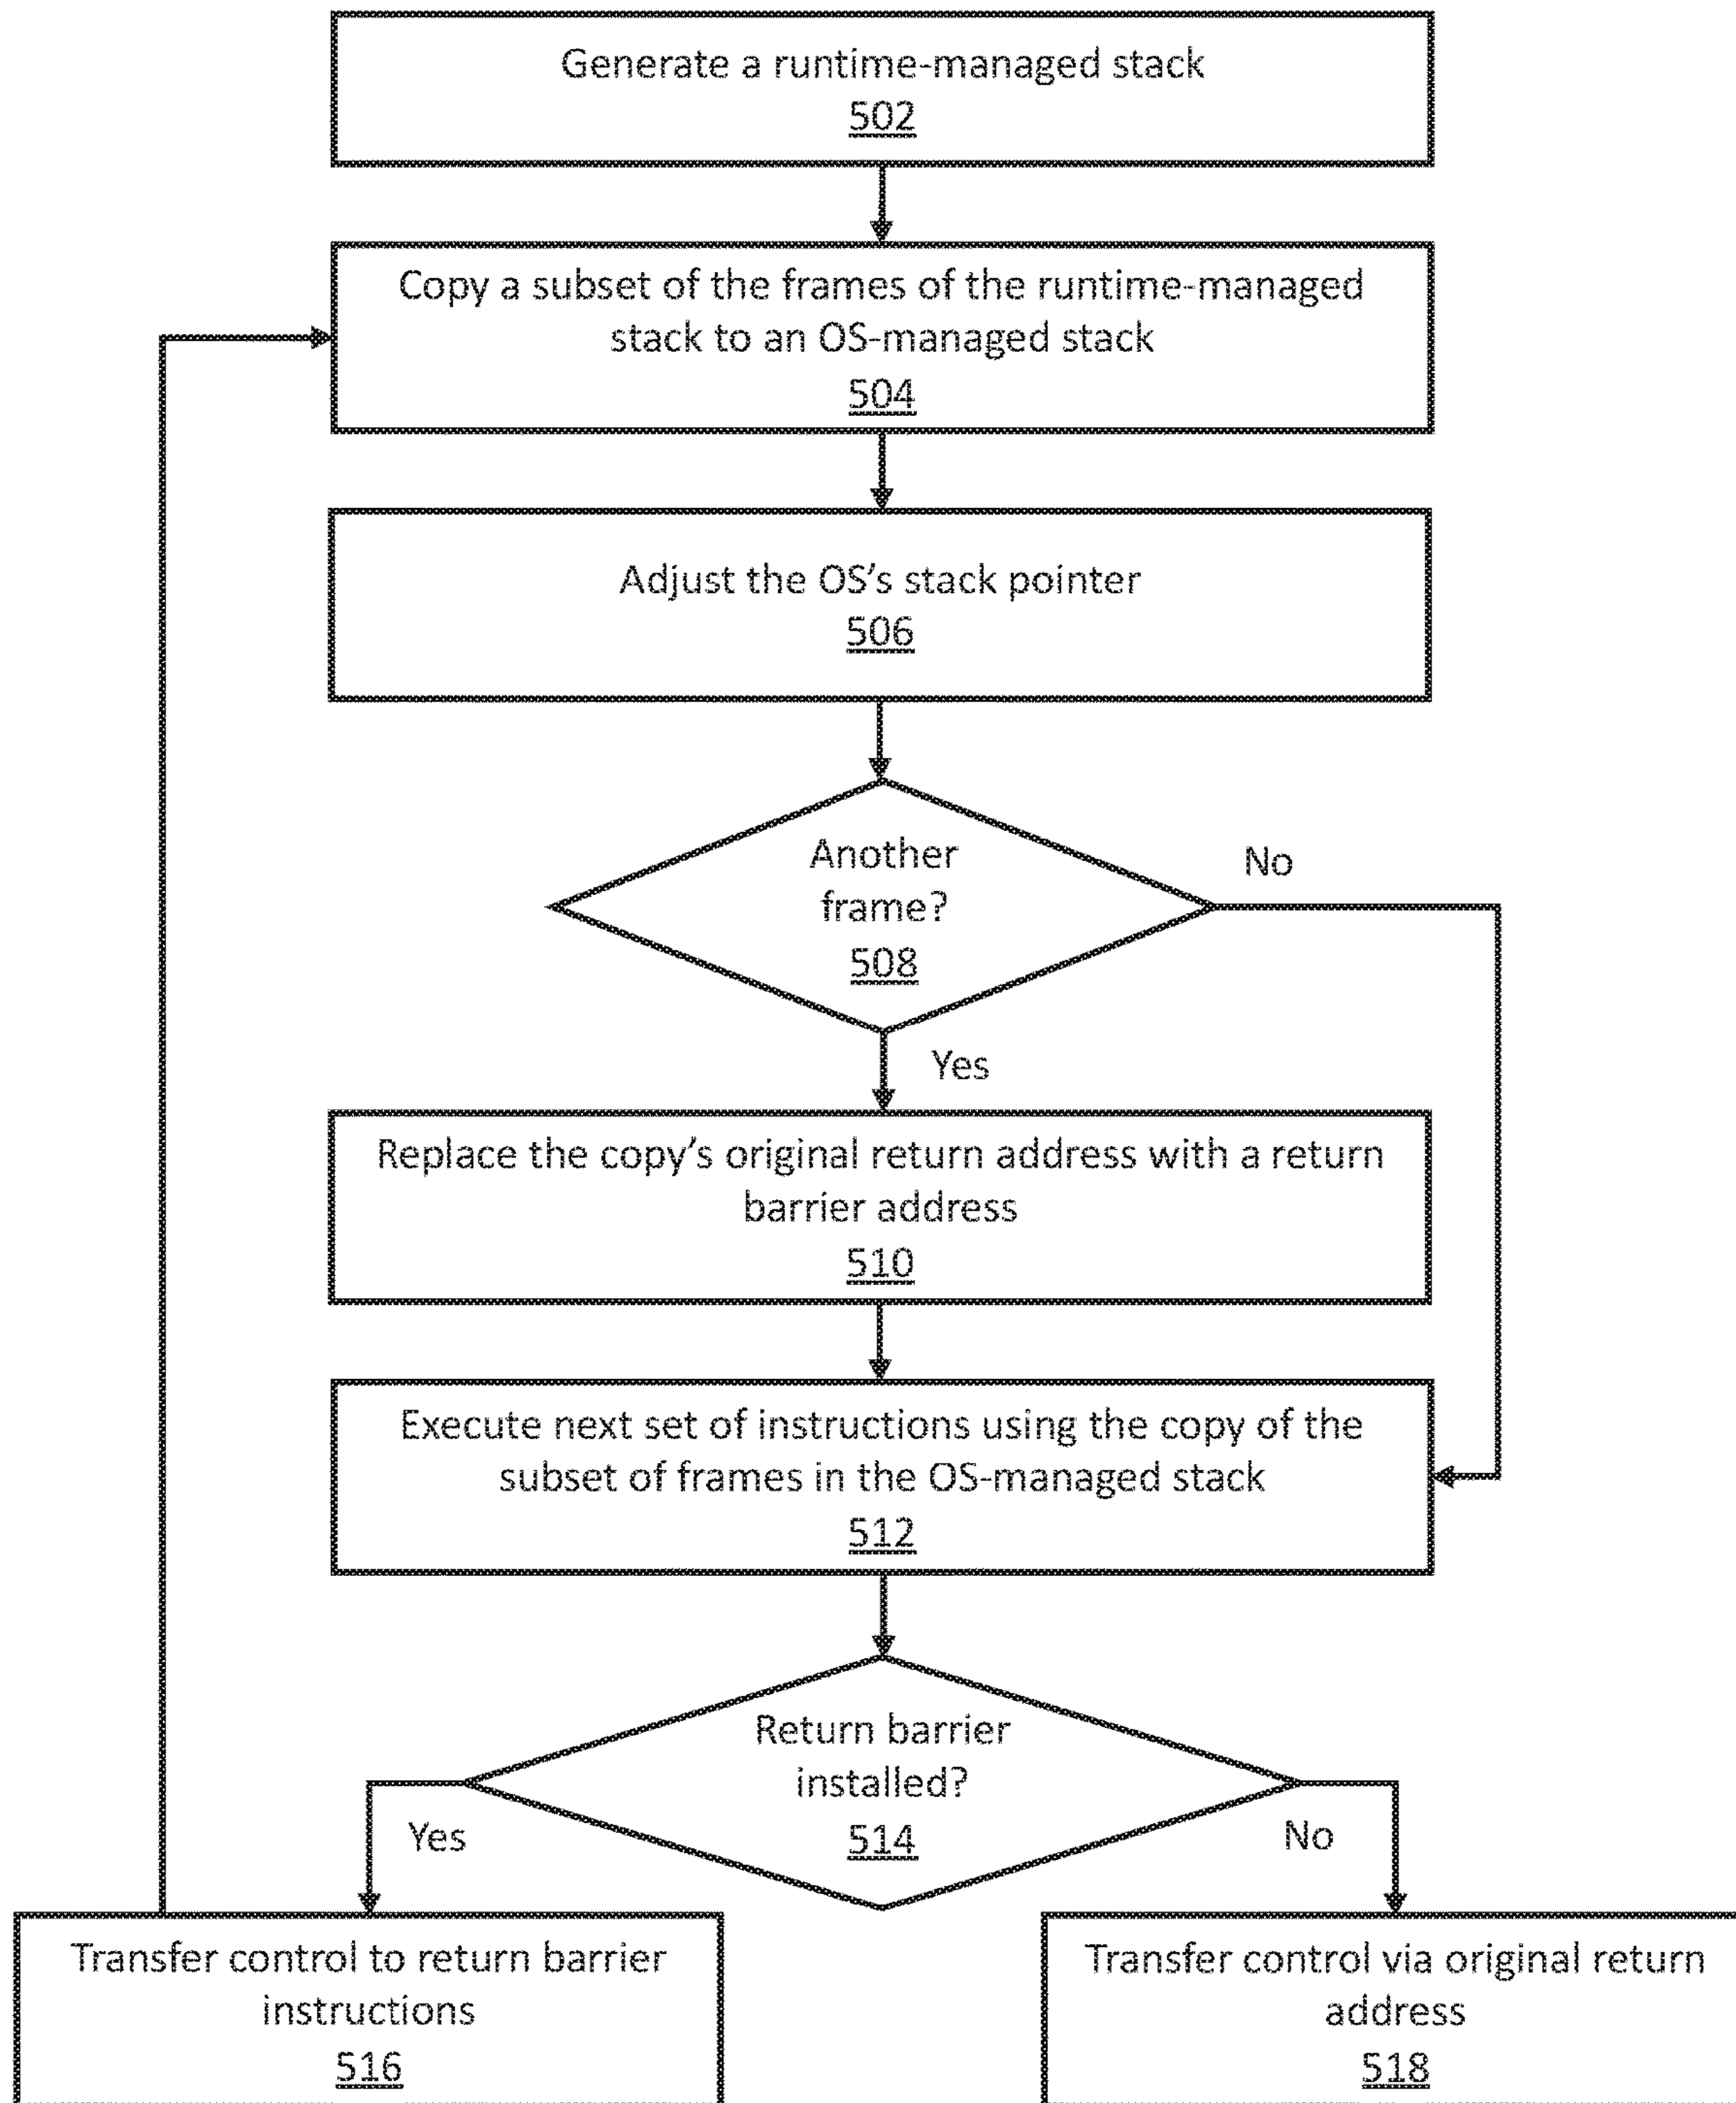 Generate a runtime-managed stack
502
Copy a subset of the frames of the runtime-managed
stack to an OS-managed stack
504
Adjust the OS's stack pointer
506
Another
frame?
508
No
Yes
Replace the copy's original return address with a return
barrier address
510
Execute next set of instructions using the copy of the
subset of frames in the OS-managed stack
512
Return barrier
installed?
514
Yes
No
Transfer control to return barrier
instructions
516
Transfer control via original return
address
518